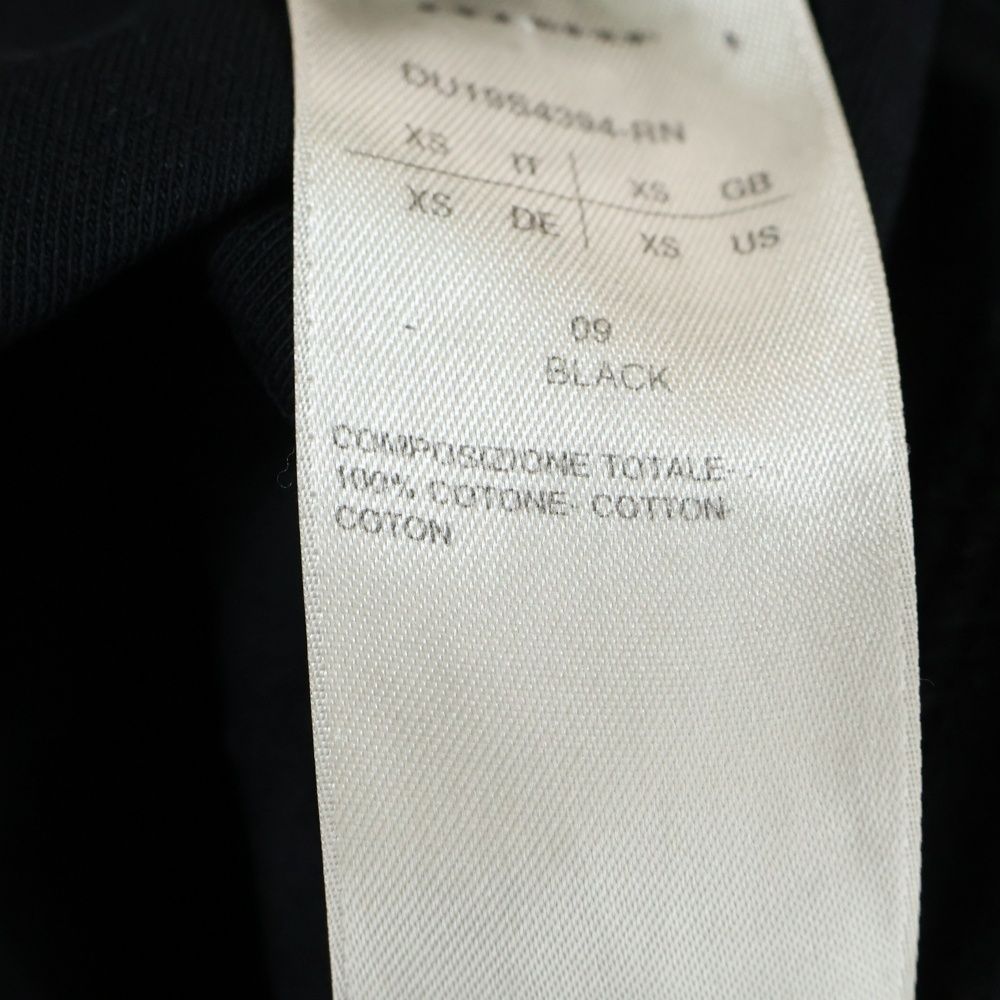 DU19S4394-RN
XS IT XS GB
XS DE XS US
09
BLACK
COMPOSIZIONE TOTALE-
100% COTONE- COTTON
COTON